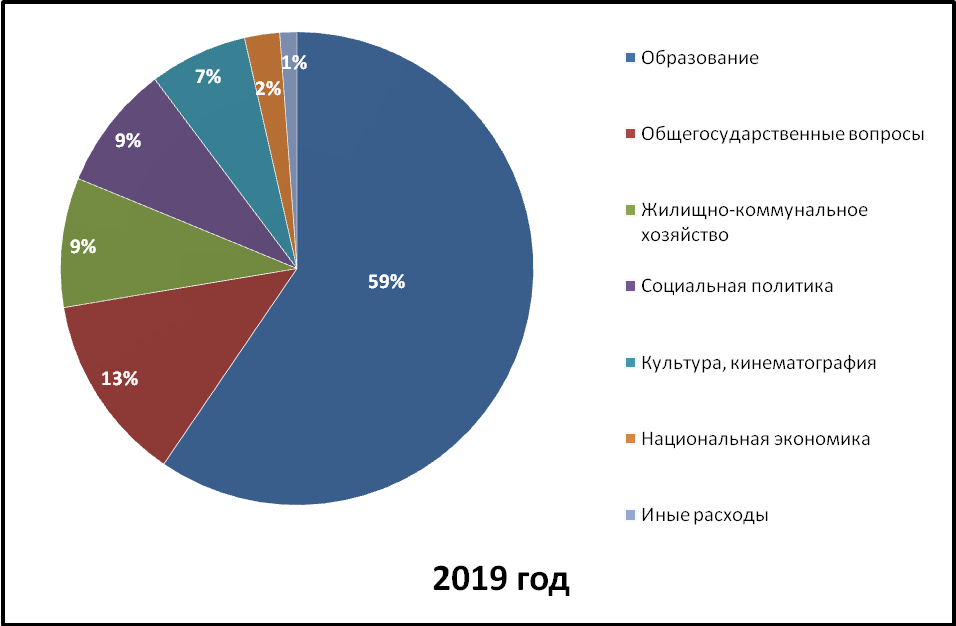 1%
2%
7%
9%
9%
13%
59%
Образование
Общегосударственные вопросы
Жилищно-коммунальное
хозяйство
Социальная политика
Культура, кинематография
Национальная экономика
Иные расходы
2019 год